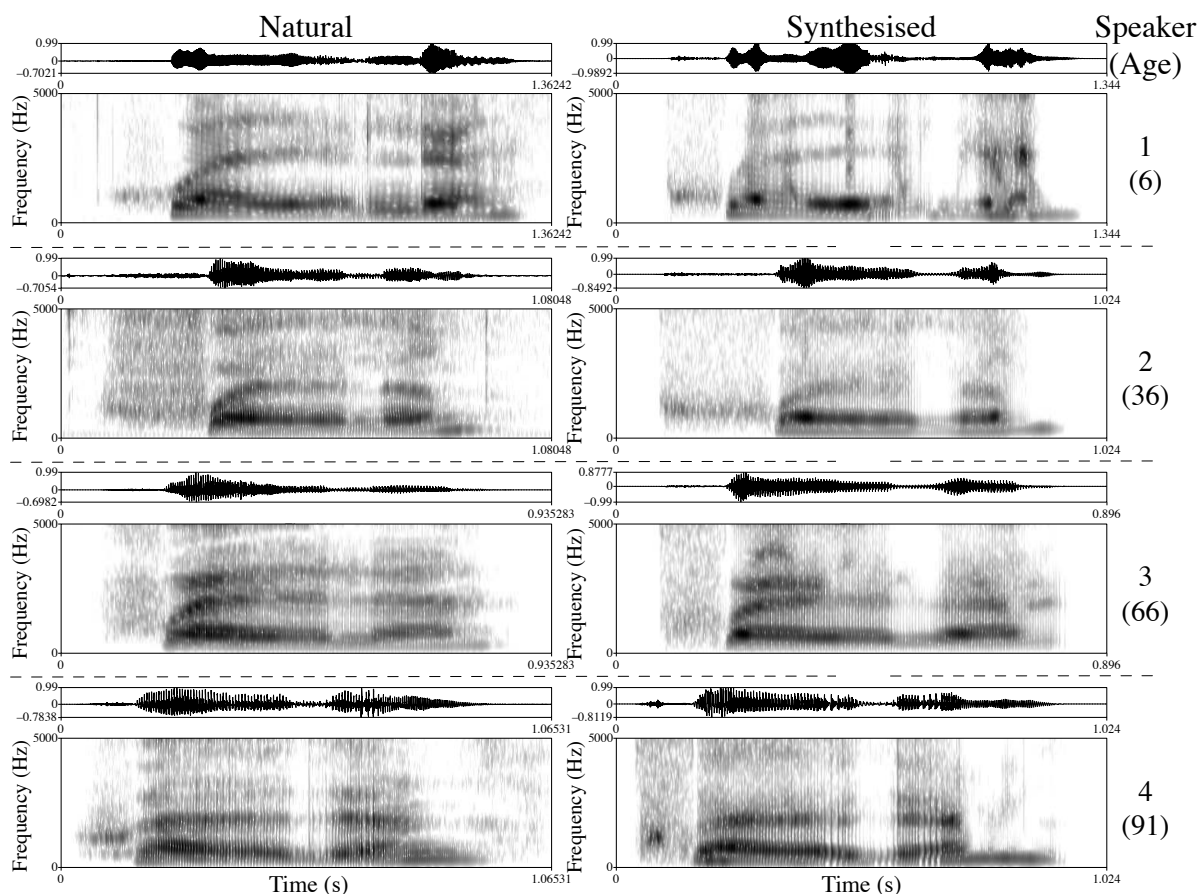 Natural Synthesised Speaker
(Age)
0.99 0.99
0 0
–0.7021 –0.9892
0 1.36242 0 1.344
5000 5000
Frequency (Hz) Frequency (Hz)
1
(6)
0 0
0 1.36242 0 1.344
0.99 0.99
0 0
–0.7054 –0.8492
0 1.08048 0 1.024
5000 5000
Frequency (Hz) Frequency (Hz)
2
(36)
0 0
0 1.08048 0 1.024
0.99 0.8777
0 0
–0.6982 –0.99
0 0.935283 0 0.896
5000 5000
Frequency (Hz) Frequency (Hz)
3
(66)
0 0
0 0.935283 0 0.896
0.99 0.99
0 0
–0.7838 –0.8119
0 1.06531 0 1.024
5000 5000
Frequency (Hz) Frequency (Hz)
4
(91)
0 0
0 Time (s) 1.06531 0 Time (s) 1.024